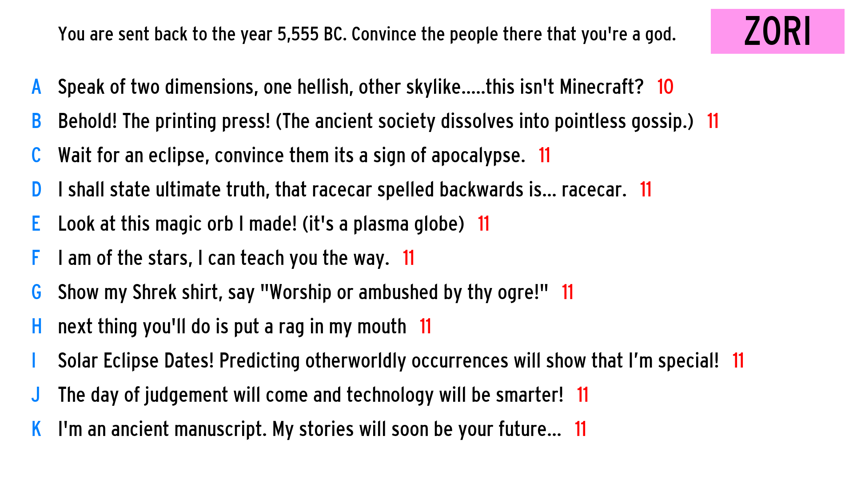 You are sent back to the year 5,555 BC. Convince the people there that you're a god.
ZORI
A Speak of two dimensions, one hellish, other skylike.....this isn't Minecraft? 10
B Behold! The printing press! (The ancient society dissolves into pointless gossip.) 11
C Wait for an eclipse, convince them its a sign of apocalypse. 11
D I shall state ultimate truth, that racecar spelled backwards is... racecar. 11
E Look at this magic orb I made! (it's a plasma globe) 11
F I am of the stars, I can teach you the way. 11
G Show my Shrek shirt, say "Worship or ambushed by thy ogre!" 11
H next thing you'll do is put a rag in my mouth 11
I Solar Eclipse Dates! Predicting otherworldly occurrences will show that I’m special! 11
J The day of judgement will come and technology will be smarter! 11
K I'm an ancient manuscript. My stories will soon be your future... 11